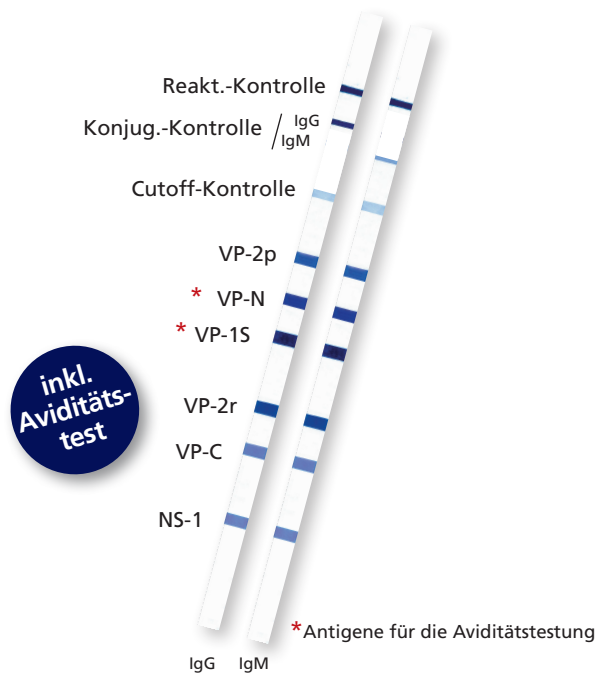 Reakt.-Kontrolle
Konjug.-Kontrolle / IgG
IgM
Cutoff-Kontrolle
VP-2p
* VP-N
* VP-1S
inkl.
Aviditäts-
test
VP-2r
VP-C
NS-1
*Antigene für die Aviditätstestung
IgG IgM